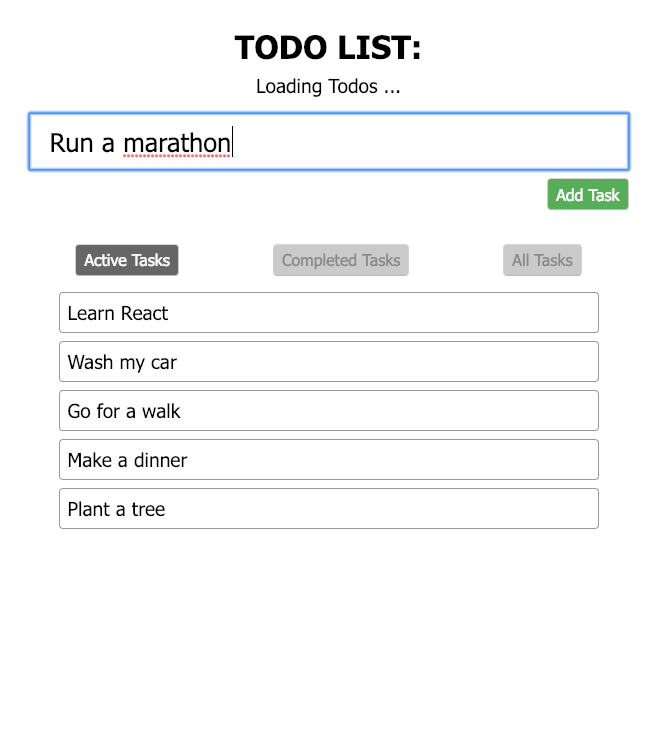 TODO LIST:
Loading Todos ...
Run a marathon
Add Task
Active Tasks Completed Tasks All Tasks
Learn React
Wash my car
Go for a walk
Make a dinner
Plant a tree